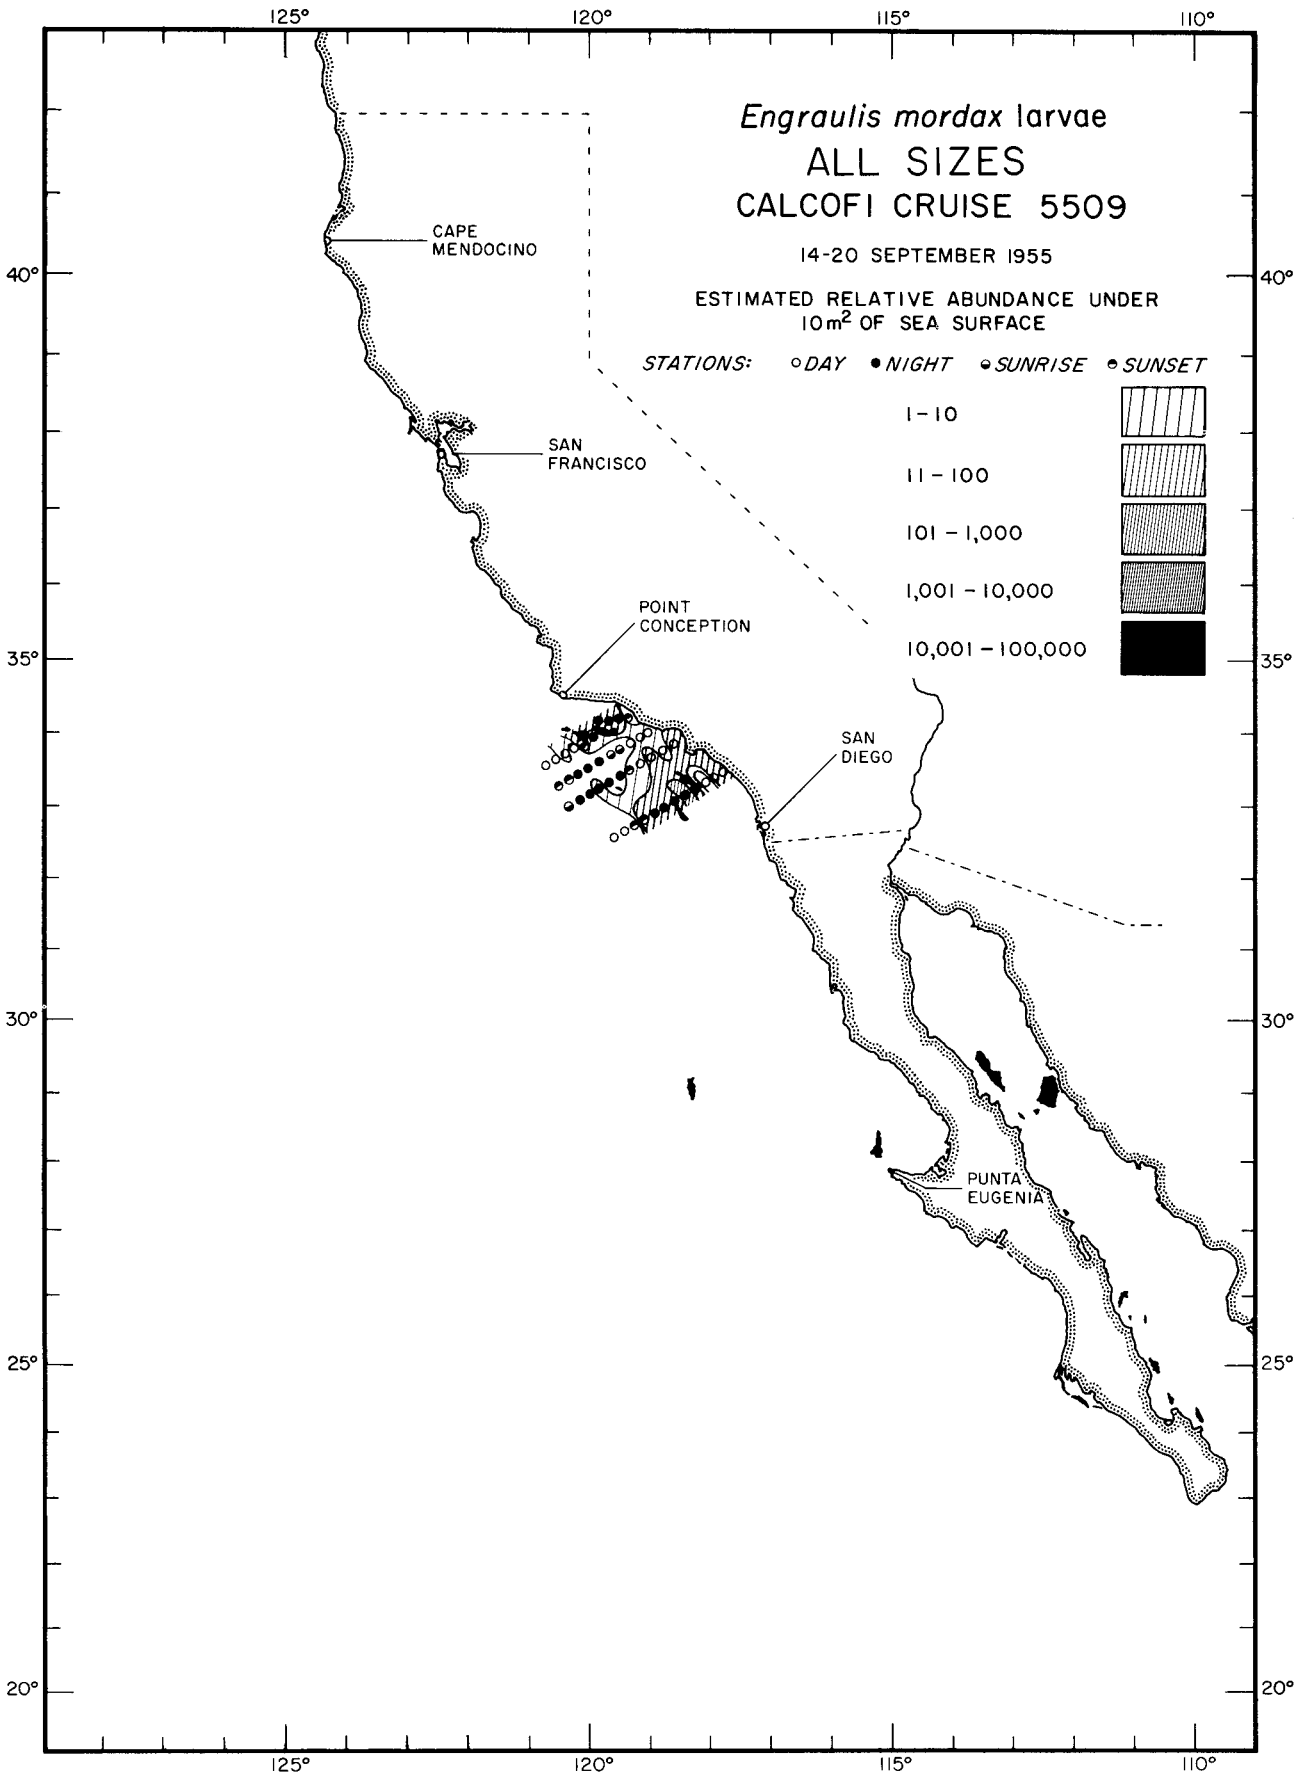 125° 120° 115° 110°
Engraulis mordax larvae
ALL SIZES
CALCOFI CRUISE 5509
14-20 SEPTEMBER 1955
ESTIMATED RELATIVE ABUNDANCE UNDER
10m² OF SEA SURFACE
STATIONS: DAY NIGHT SUNRISE SUNSET
1-10
11-100
101-1,000
1,001-10,000
10,001-100,000
CAPE
MENDOCINO
40° 40°
SAN
FRANCISCO
POINT
CONCEPTION
35° 35°
SAN
DIEGO
30° 30°
PUNTA
EUGENIA
25° 25°
20° 20°
125° 120° 115° 110°